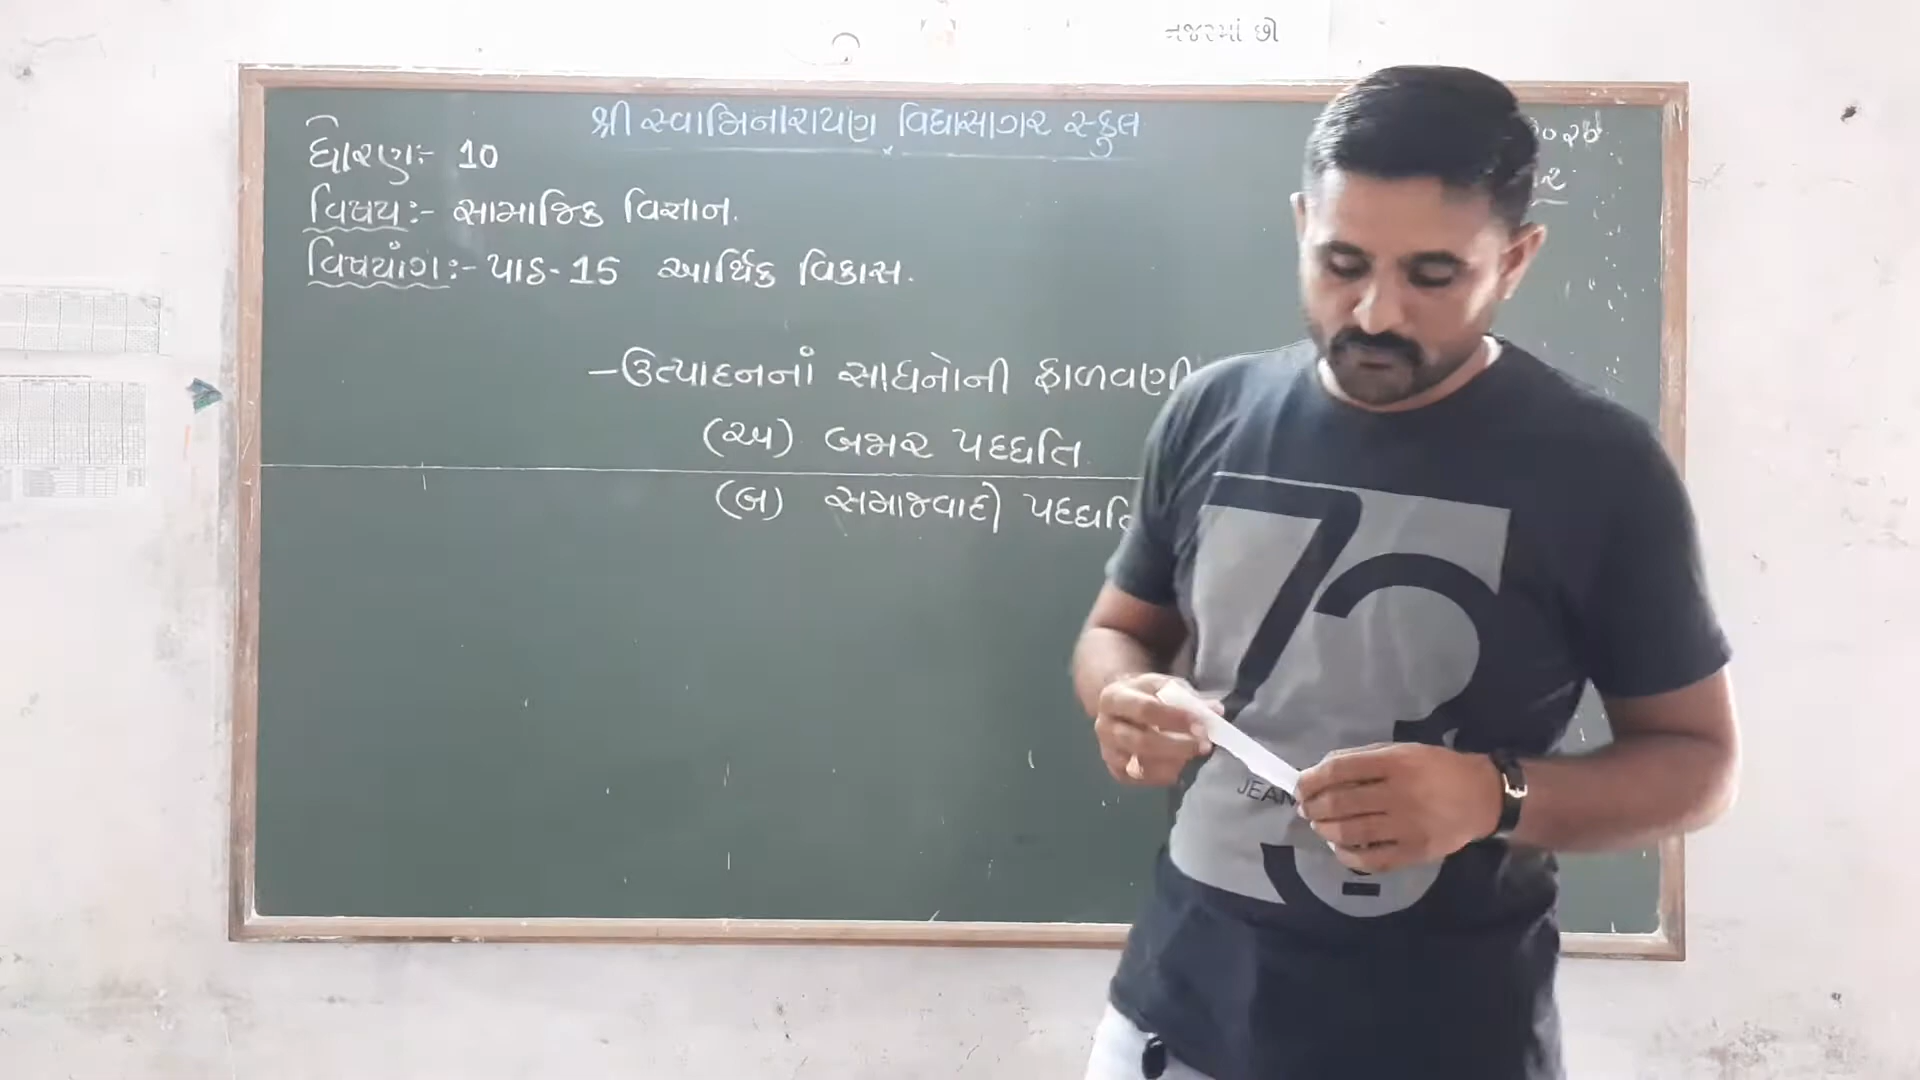 નજરમાં છો
શ્રી સ્વામિનારાયણ વિદ્યાસાગર સ્કુલ
ધોરણ:- 10
વિષય:- સામાજિક વિજ્ઞાન.
વિષયાંગ:- પાઠ-15 આર્થિક વિકાસ.
-ઉત્પાદનનાં સાધનોની ફાળવણી
(અ) બજાર પદ્ધતિ
(બ) સમાજવાદી
73
JEAN